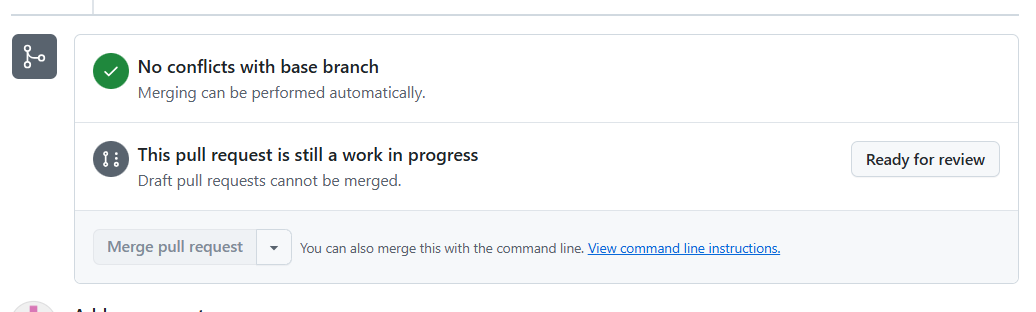 No conflicts with base branch
Merging can be performed automatically.
This pull request is still a work in progress
Draft pull requests cannot be merged.
Ready for review
Merge pull request
You can also merge this with the command line. View command line instructions.